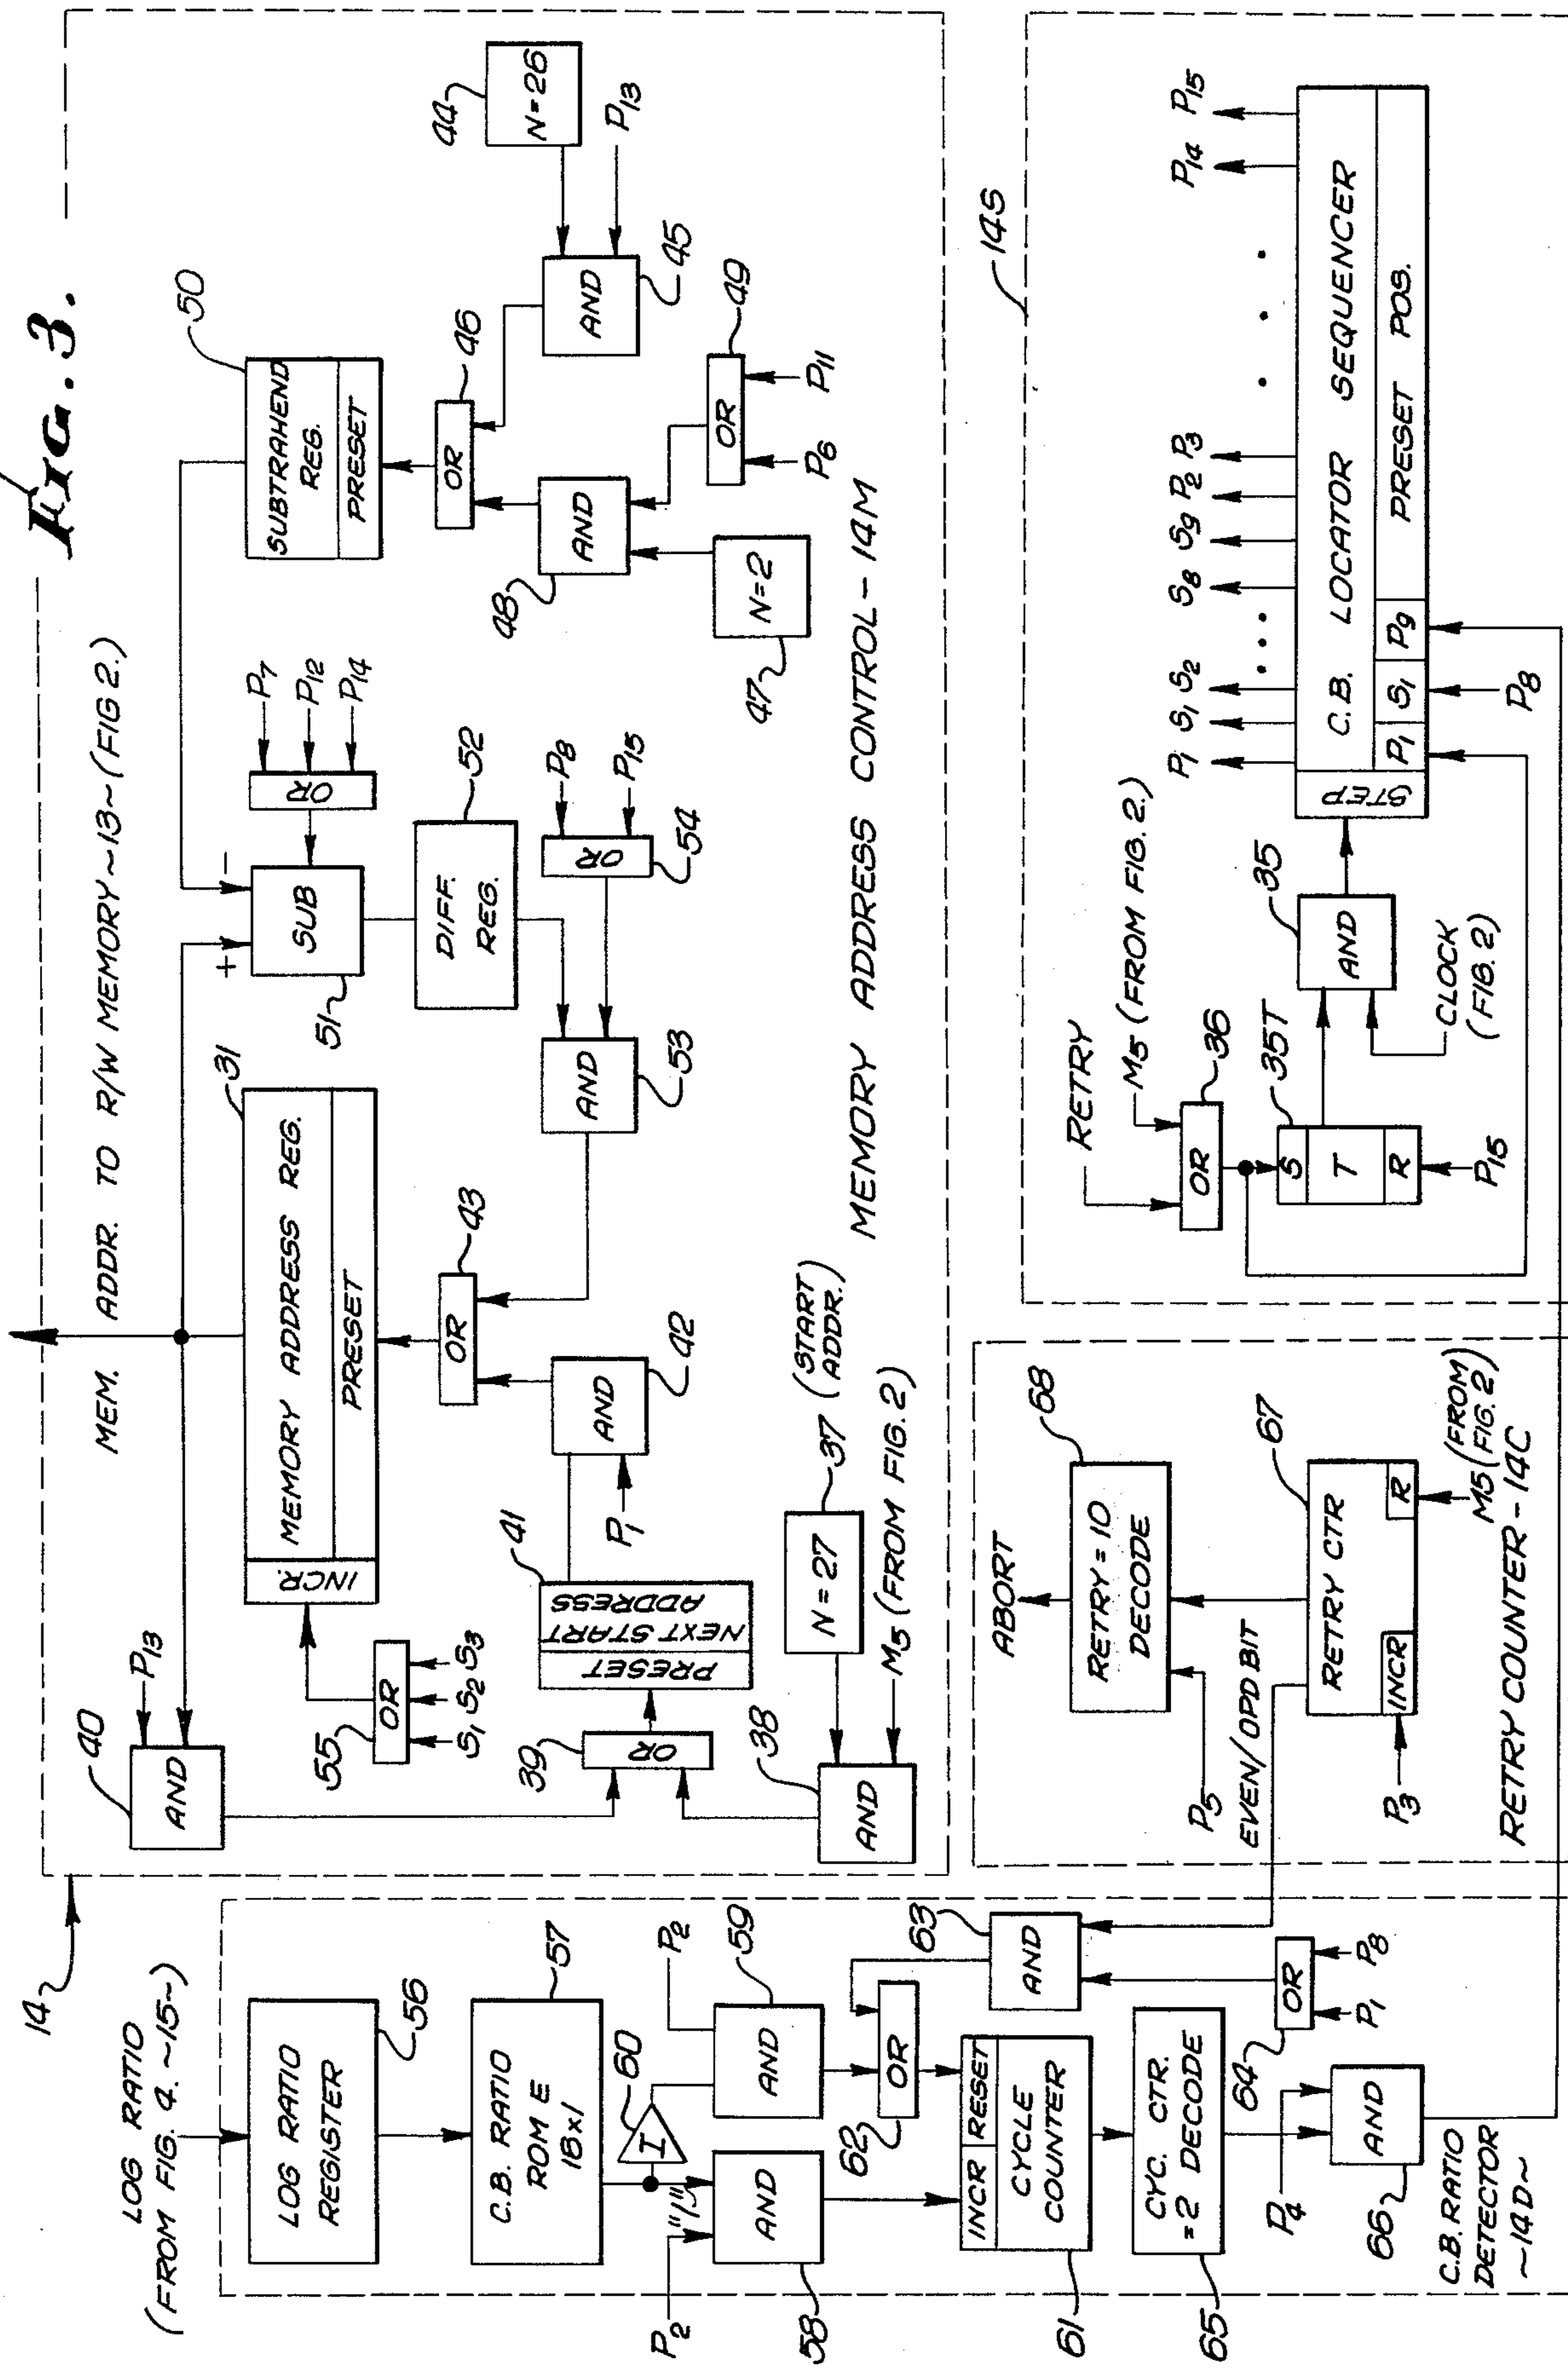 Fig. 3.
14
MEM. ADDR. TO R/W MEMORY~13~(FIG 2.)
40
AND
P13
INCR.
MEMORY ADDRESS REG.
PRESET
31
55
OR
S1 S2 S3
39
OR
PRESET
NEXT START
ADDRESS
41
P1
AND
42
OR
43
38
AND
N=27
37 (START
ADDR.)
M5 (FROM FIG. 2)
+
-
SUB
51
OR
P7
P12
P14
DIFF.
REG.
52
AND
53
OR
54
P8
P15
SUBTRAHEND
REG.
PRESET
50
OR
46
AND
48
N=2
47
OR
49
P6
P11
AND
45
N=26
44
P13
MEMORY ADDRESS CONTROL-14M
LOG RATIO
(FROM FIG. 4. ~15~)
LOG RATIO
REGISTER
56
C.B. RATIO
ROM E
18x1
57
I
60
"1"
P2
AND
58
P2
AND
59
62
OR
63
AND
64
OR
P1
P8
INCR
RESET
CYCLE
COUNTER
61
CYC. CTR.
=2 DECODE
65
P4
AND
66
C.B. RATIO
DETECTOR
~14D~
ABORT
RETRY=10
DECODE
68
P5
EVEN/ODD BIT
RETRY CTR
67
INCR
R
P3
M5 (FROM
FIG. 2)
RETRY COUNTER-14C
14S
RETRY
M5 (FROM FIG. 2.)
OR
36
S
T
R
35T
P15
AND
35
CLOCK
(FIG. 2)
STEP
P1 S1 S2 ... S8 S9 P2 P3 . . . P14 P15
C.B. LOCATOR SEQUENCER
P1 S1 P9 PRESET POS.
P8